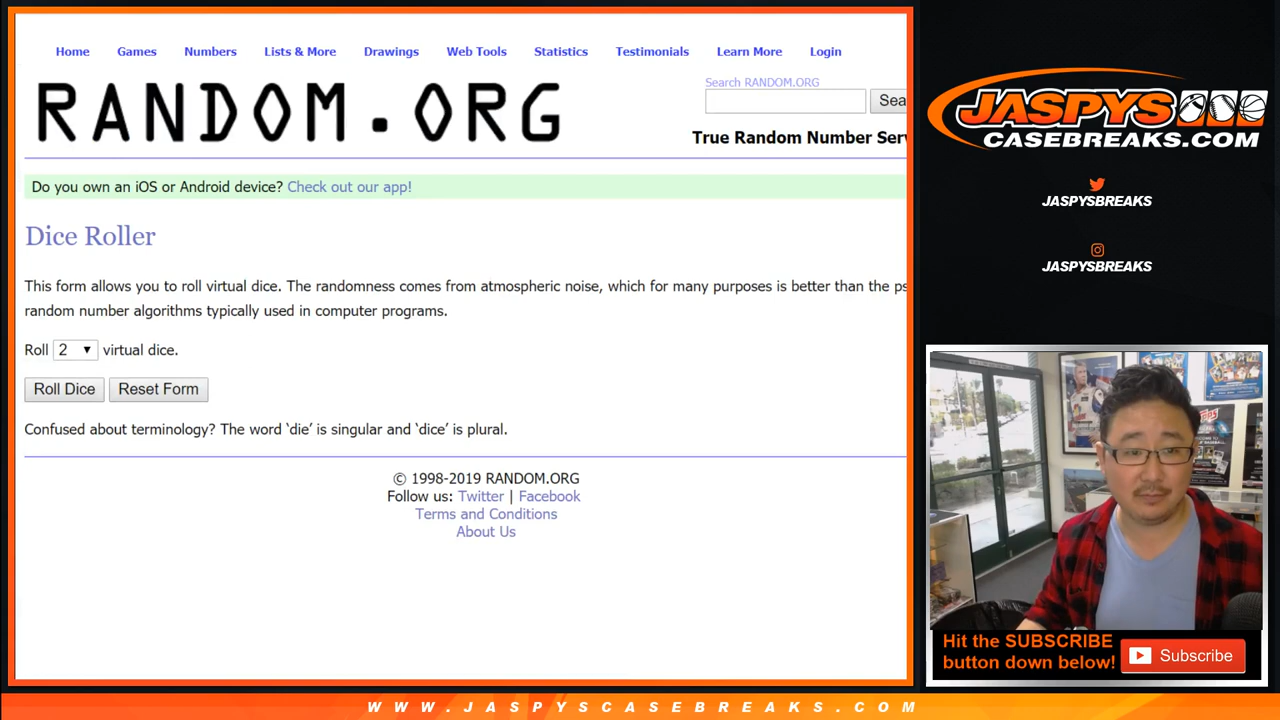 Home Games Numbers Lists & More Drawings Web Tools Statistics Testimonials Learn More Login
RANDOM.ORG
Search RANDOM.ORG
Sea
True Random Number Serv
Do you own an iOS or Android device? Check out our app!
Dice Roller
This form allows you to roll virtual dice. The randomness comes from atmospheric noise, which for many purposes is better than the ps
random number algorithms typically used in computer programs.
Roll 2 virtual dice.
Roll Dice Reset Form
Confused about terminology? The word ‘die’ is singular and ‘dice’ is plural.
© 1998-2019 RANDOM.ORG
Follow us: Twitter | Facebook
Terms and Conditions
About Us
JASPYS
CASEBREAKS.COM
JASPYSBREAKS
JASPYSBREAKS
topps
Hit the SUBSCRIBE
button down below!
Subscribe
WWW.JASPYSCASEBREAKS.COM